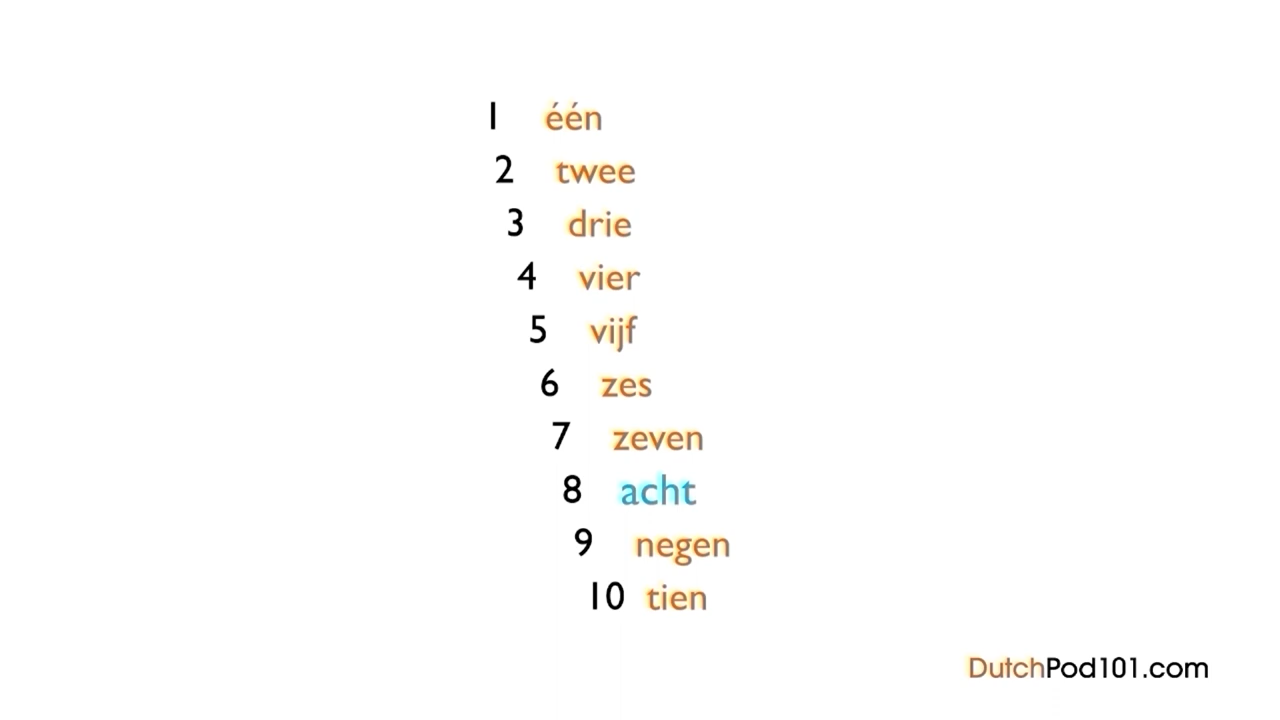 1 één
2 twee
3 drie
4 vier
5 vijf
6 zes
7 zeven
8 acht
9 negen
10 tien
DutchPod101.com